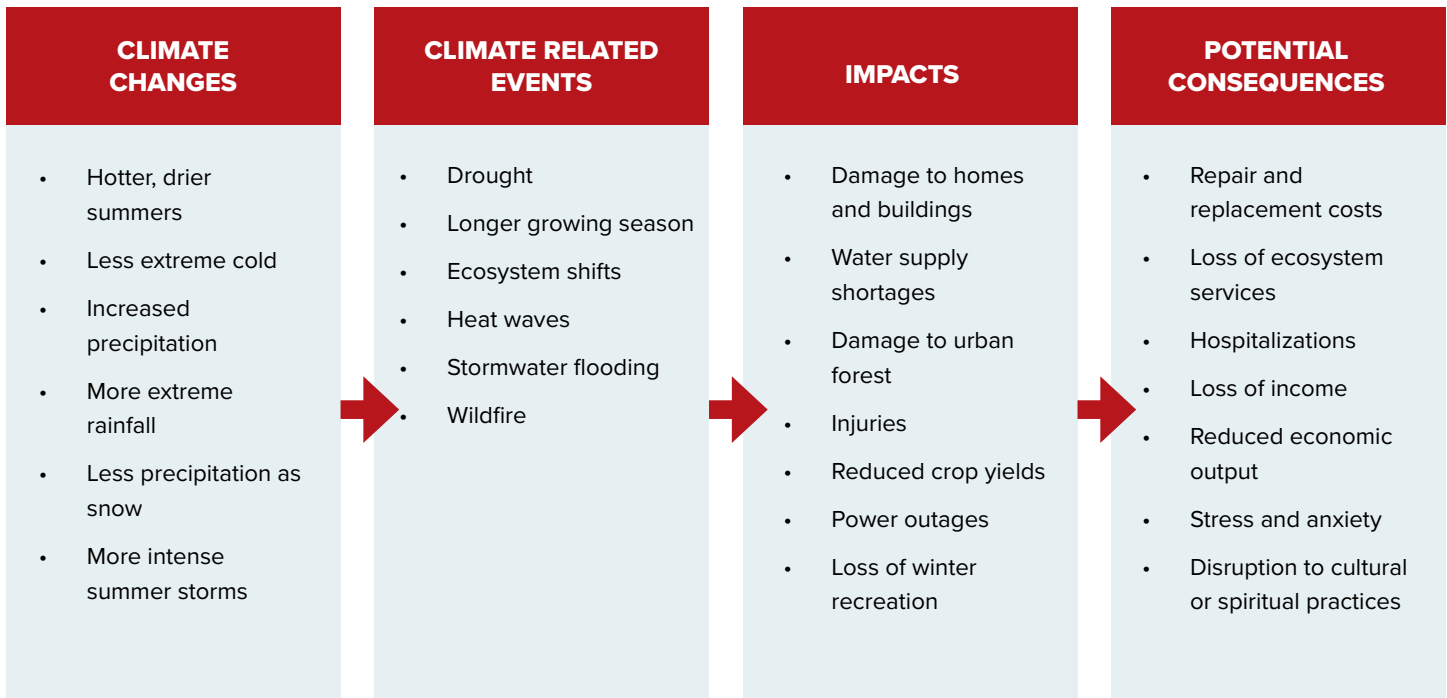 CLIMATE
CHANGES
• Hotter, drier
summers
• Less extreme cold
• Increased
precipitation
• More extreme
rainfall
• Less precipitation as
snow
• More intense
summer storms
CLIMATE RELATED
EVENTS
• Drought
• Longer growing season
• Ecosystem shifts
• Heat waves
• Stormwater flooding
• Wildfire
IMPACTS
• Damage to homes
and buildings
• Water supply
shortages
• Damage to urban
forest
• Injuries
• Reduced crop yields
• Power outages
• Loss of winter
recreation
POTENTIAL
CONSEQUENCES
• Repair and
replacement costs
• Loss of ecosystem
services
• Hospitalizations
• Loss of income
• Reduced economic
output
• Stress and anxiety
• Disruption to cultural
or spiritual practices